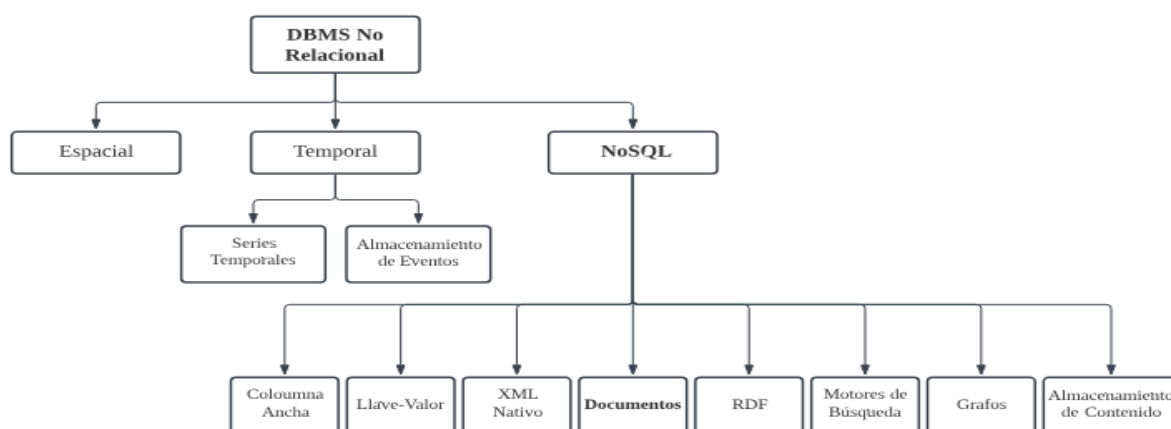 DBMS No
Relacional
Espacial
Temporal
NoSQL
Series
Temporales
Almacenamiento
de Eventos
Coloumna
Ancha
Llave-Valor
XML
Nativo
Documentos
RDF
Motores de
Búsqueda
Grafos
Almacenamiento
de Contenido